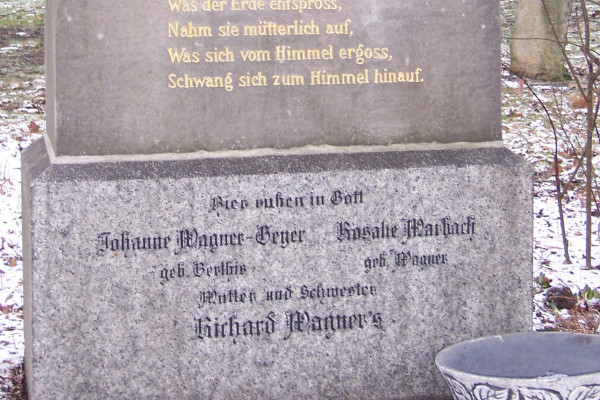 Was der Erde entspross,
Nahm sie mütterlich auf,
Was sich vom Himmel ergoss,
Schwang sich zum Himmel hinauf.
Hier ruhen in Gott
Johanne Wagner-Geyer Rosalie Marbach
geb. Berthis geb. Wagner
Mutter und Schwester
Richard Wagner's